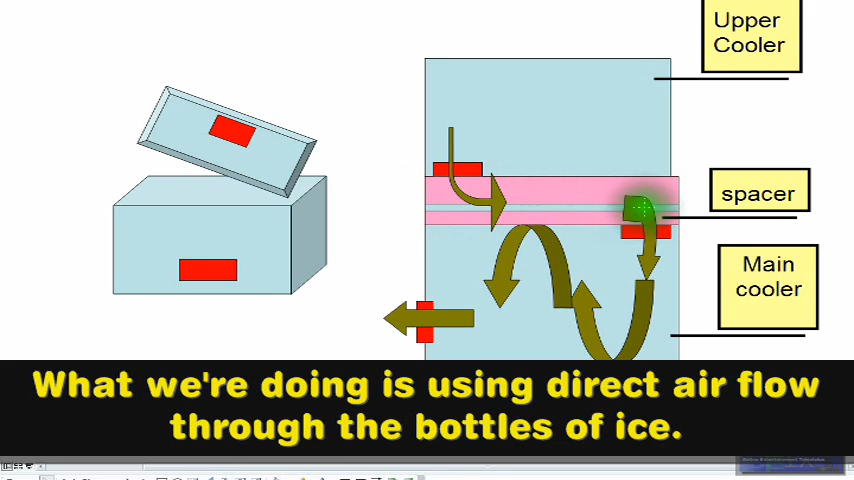 Upper
Cooler
spacer
Main
cooler
What we're doing is using direct air flow
through the bottles of ice.